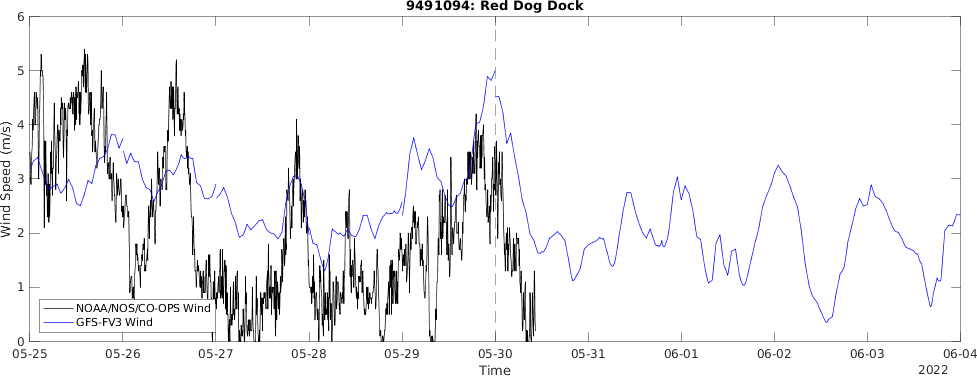 9491094: Red Dog Dock
6
5
4
3
2
1
0
Wind Speed (m/s)
NOAA/NOS/CO-OPS Wind
GFS-FV3 Wind
05-25 05-26 05-27 05-28 05-29 05-30 05-31 06-01 06-02 06-03 06-04
Time
2022